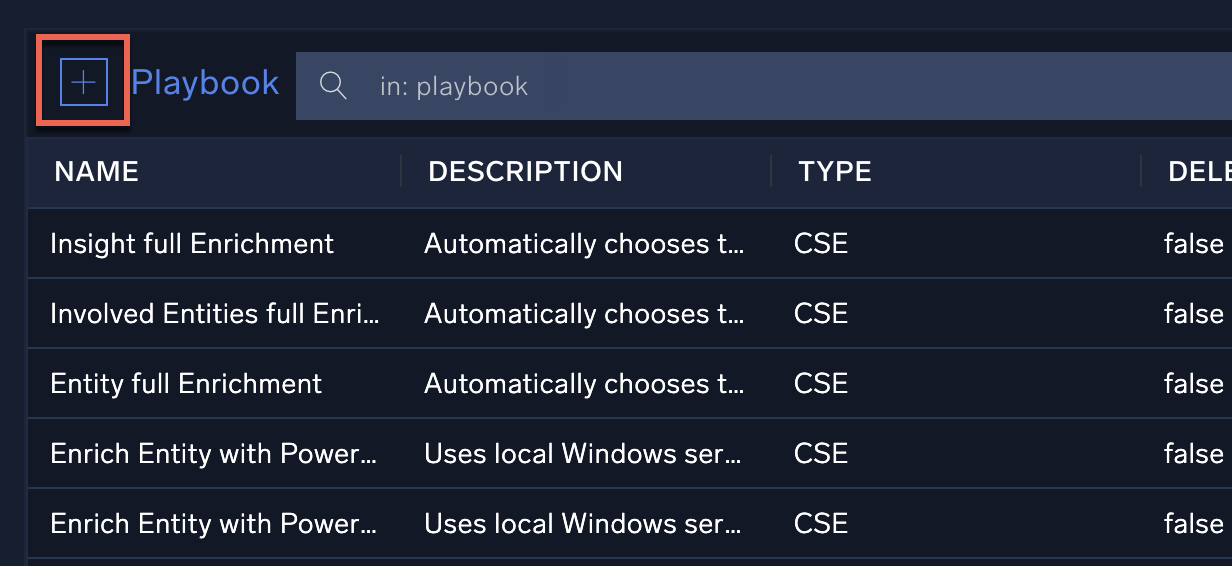 Playbook in: playbook
NAME DESCRIPTION TYPE DELE
Insight full Enrichment Automatically chooses t... CSE false
Involved Entities full Enri... Automatically chooses t... CSE false
Entity full Enrichment Automatically chooses t... CSE false
Enrich Entity with Power... Uses local Windows ser... CSE false
Enrich Entity with Power... Uses local Windows ser... CSE false